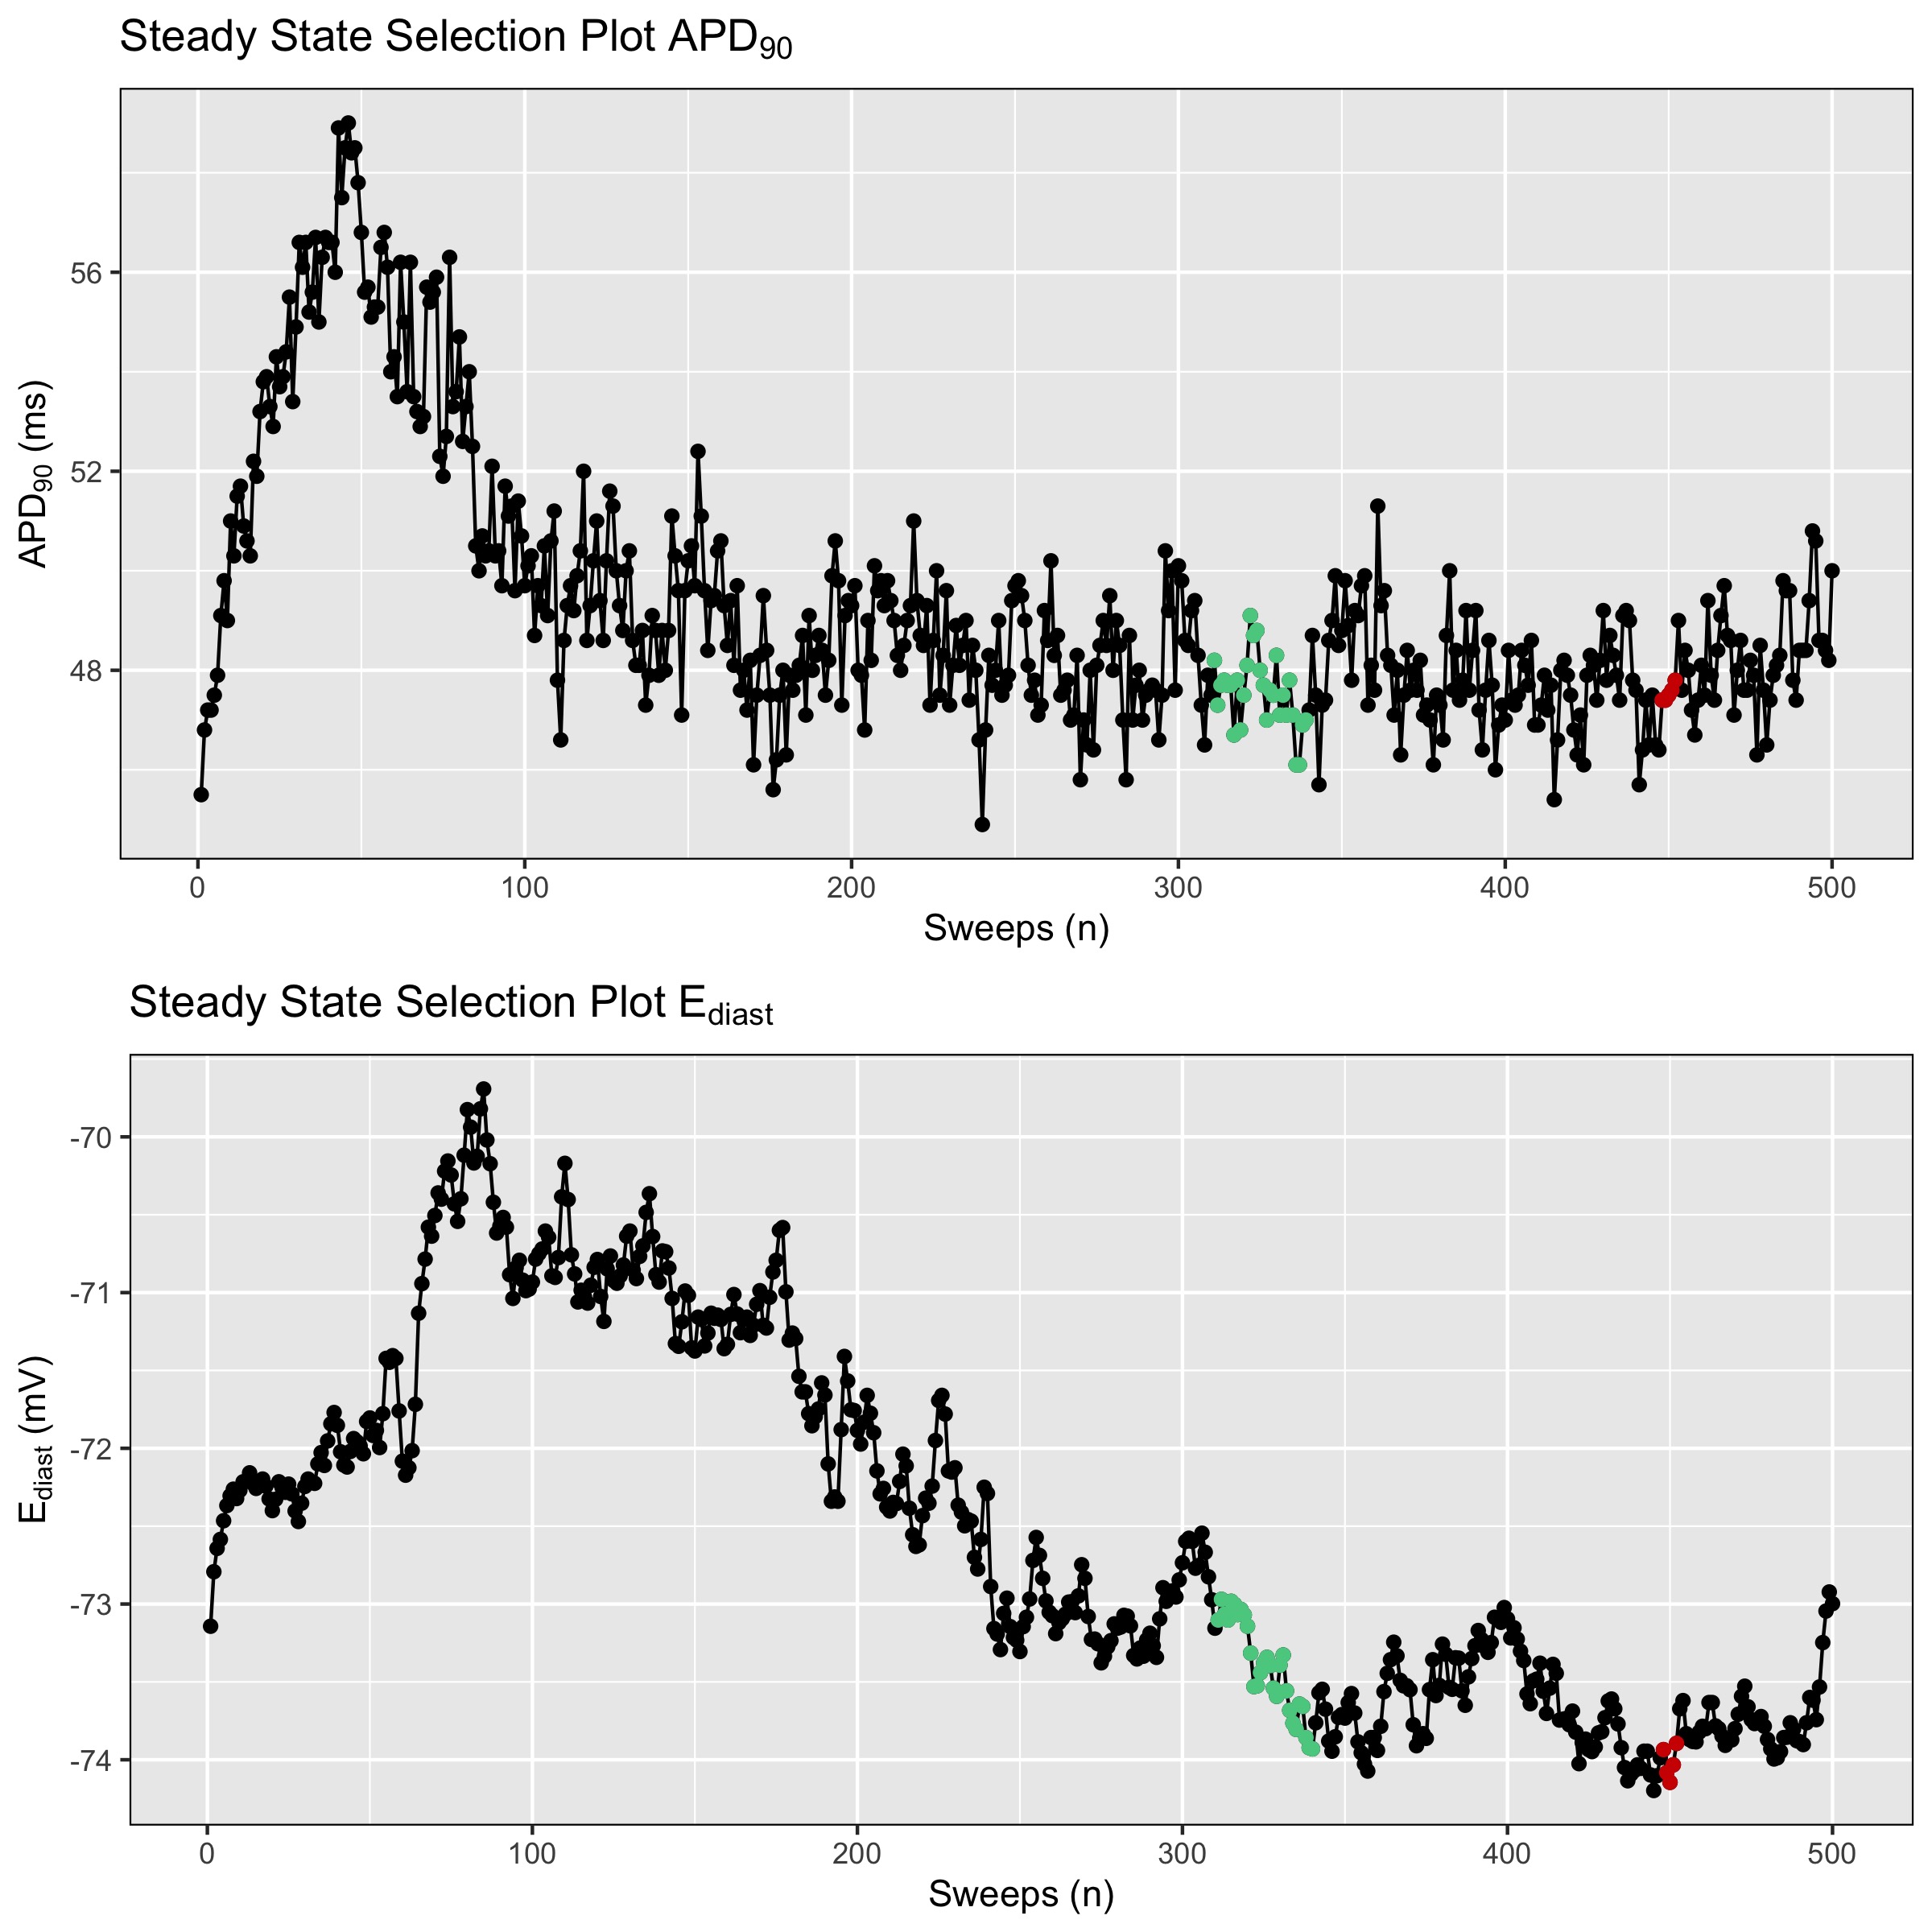 Steady State Selection Plot APD90
APD90 (ms)
56
52
48
0 100 200 300 400 500
Sweeps (n)
Steady State Selection Plot Ediast
Ediast (mV)
-70
-71
-72
-73
-74
0 100 200 300 400 500
Sweeps (n)